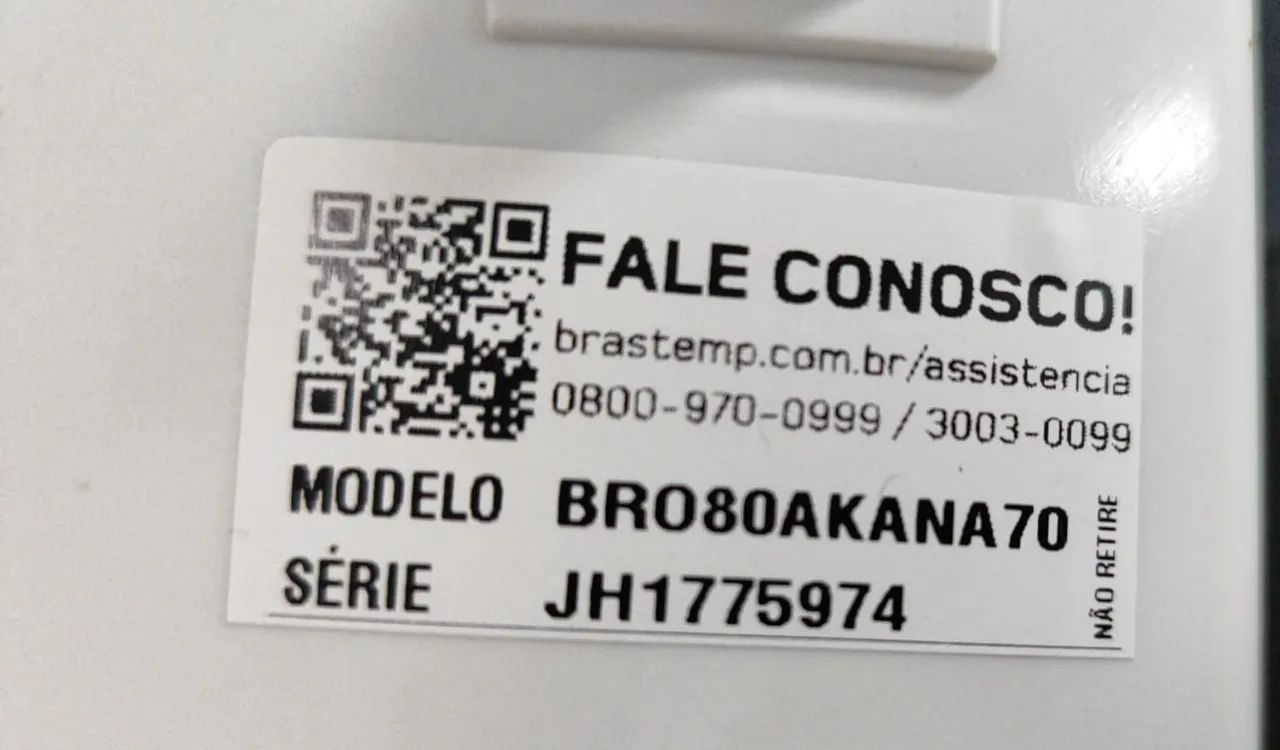 FALE CONOSCO!
brastemp.com.br/assistencia
0800-970-0999 / 3003-0099
MODELO BRO80AKANA70
SÉRIE JH1775974
NÃO RETIRE